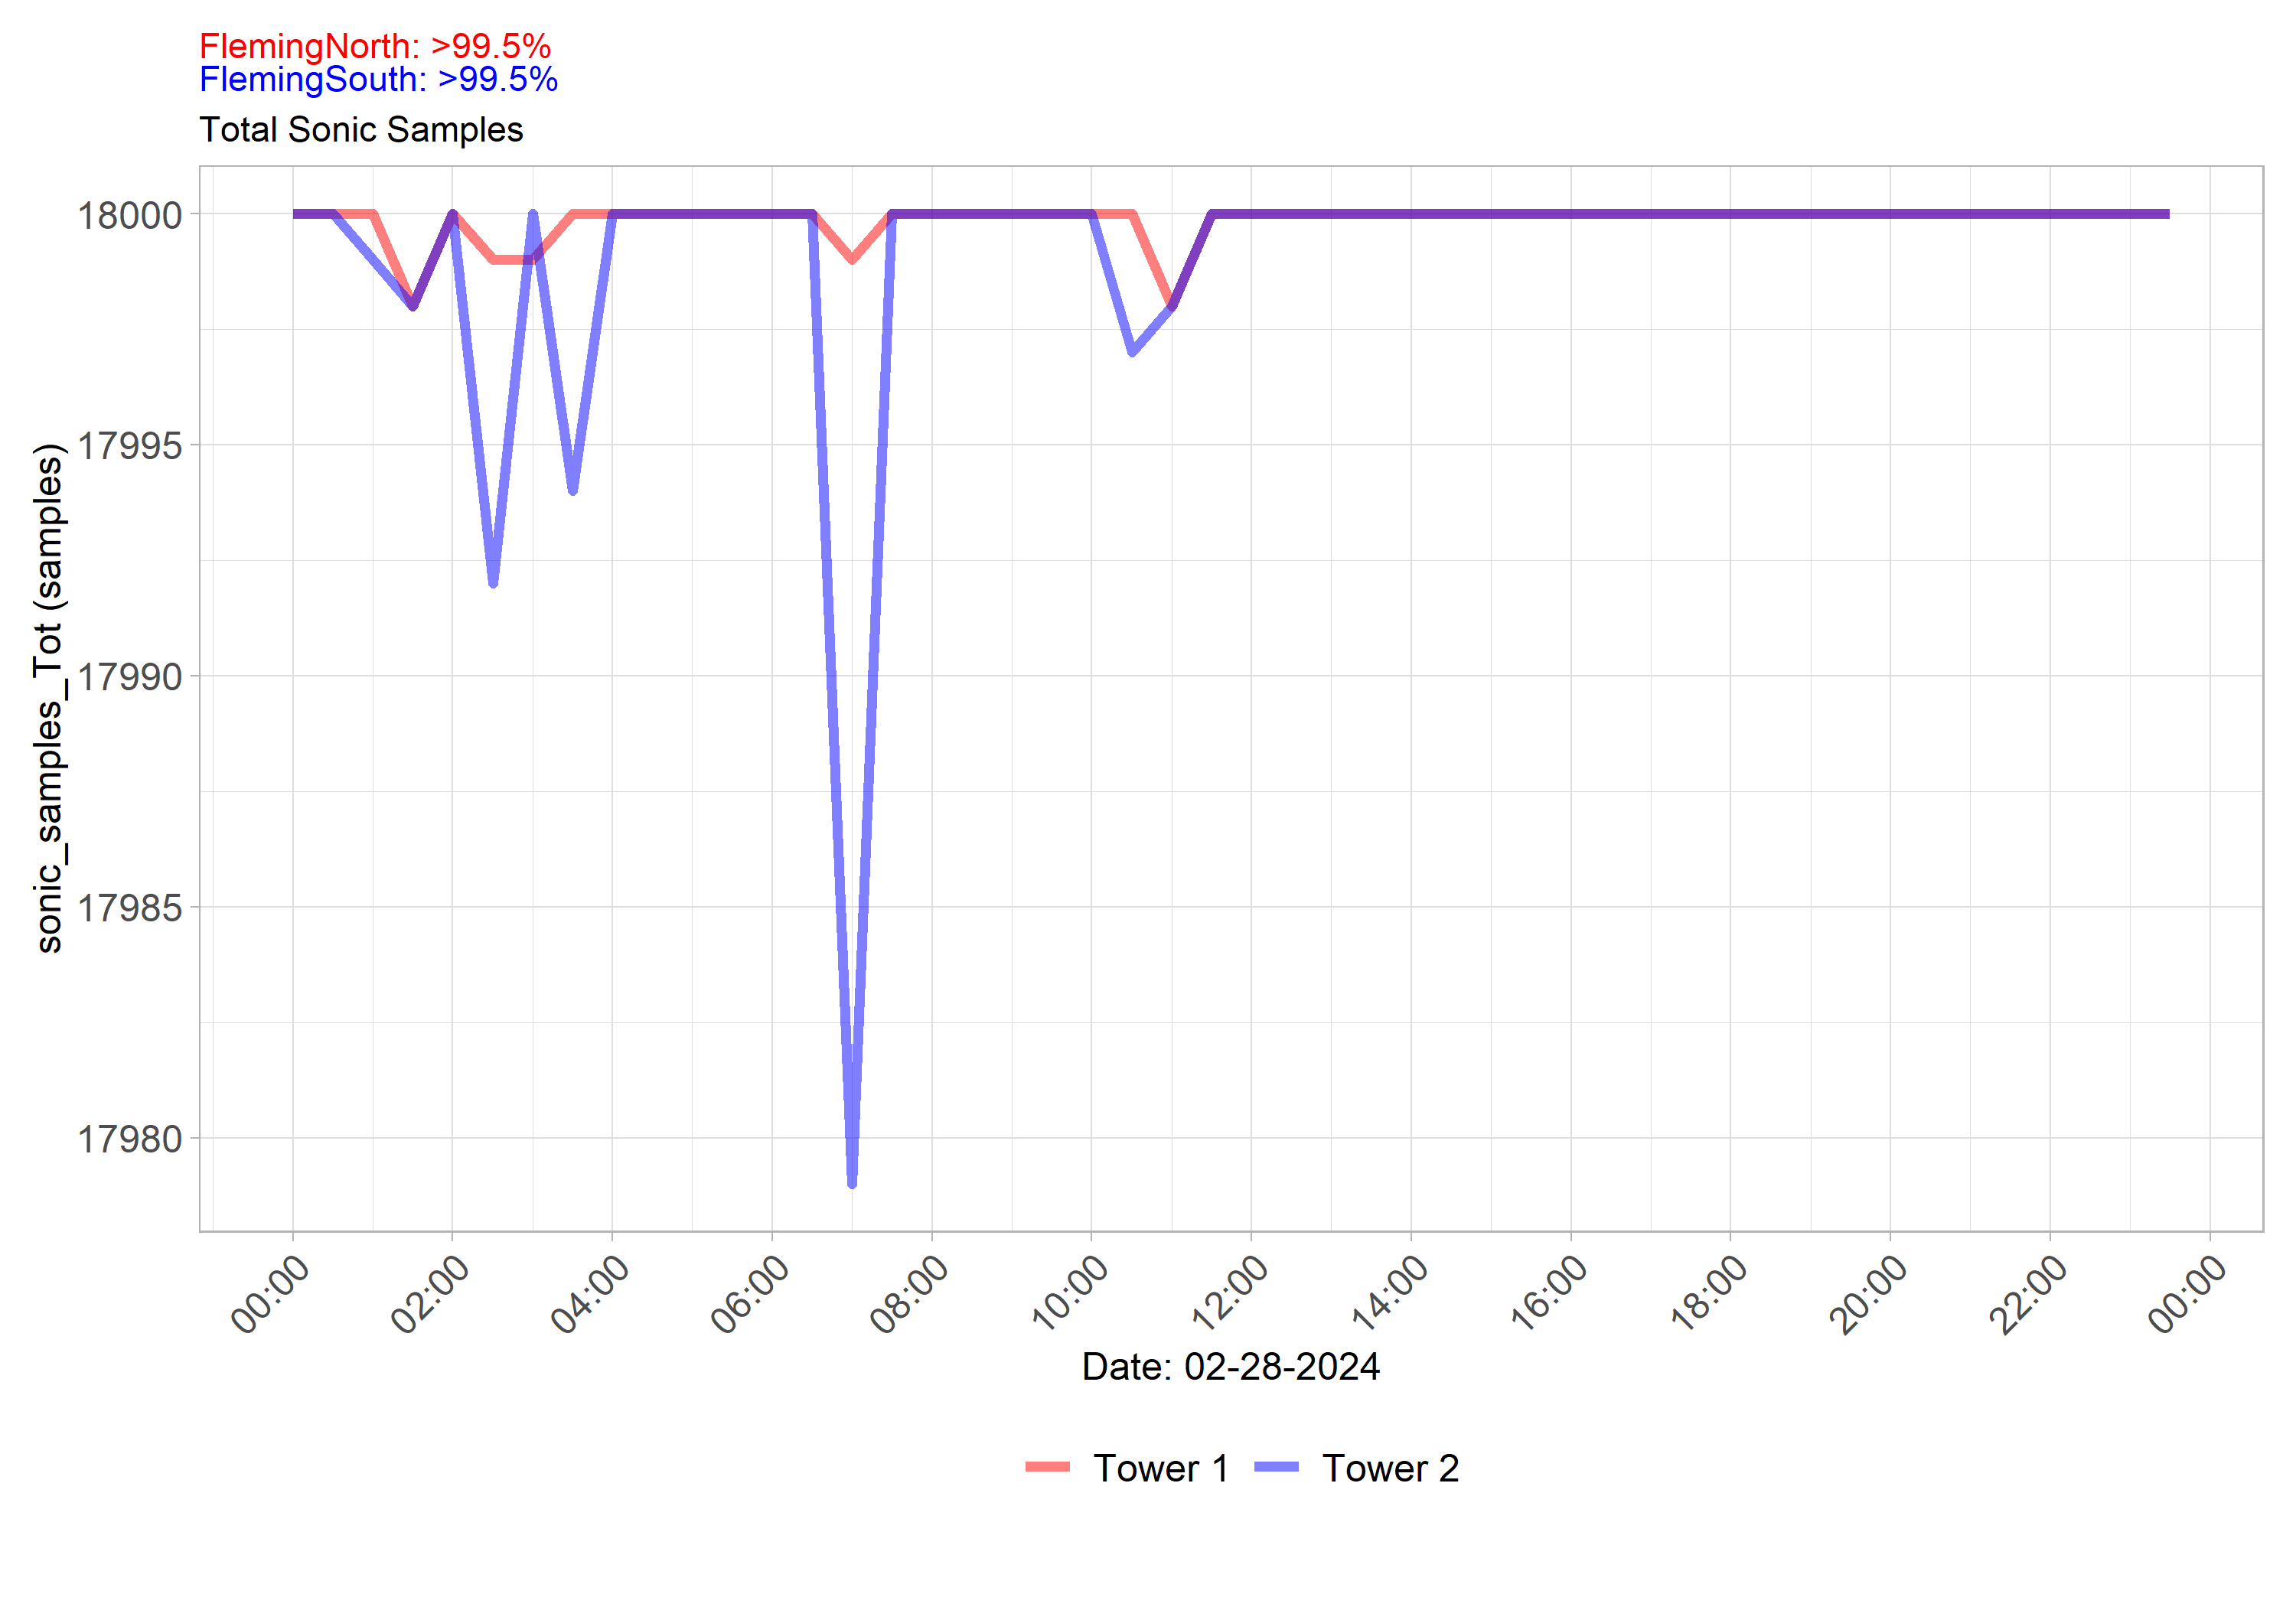 FlemingNorth: >99.5%
FlemingSouth: >99.5%
Total Sonic Samples
sonic_samples_Tot (samples)
18000
17995
17990
17985
17980
00:00 02:00 04:00 06:00 08:00 10:00 12:00 14:00 16:00 18:00 20:00 22:00 00:00
Date: 02-28-2024
Tower 1 Tower 2